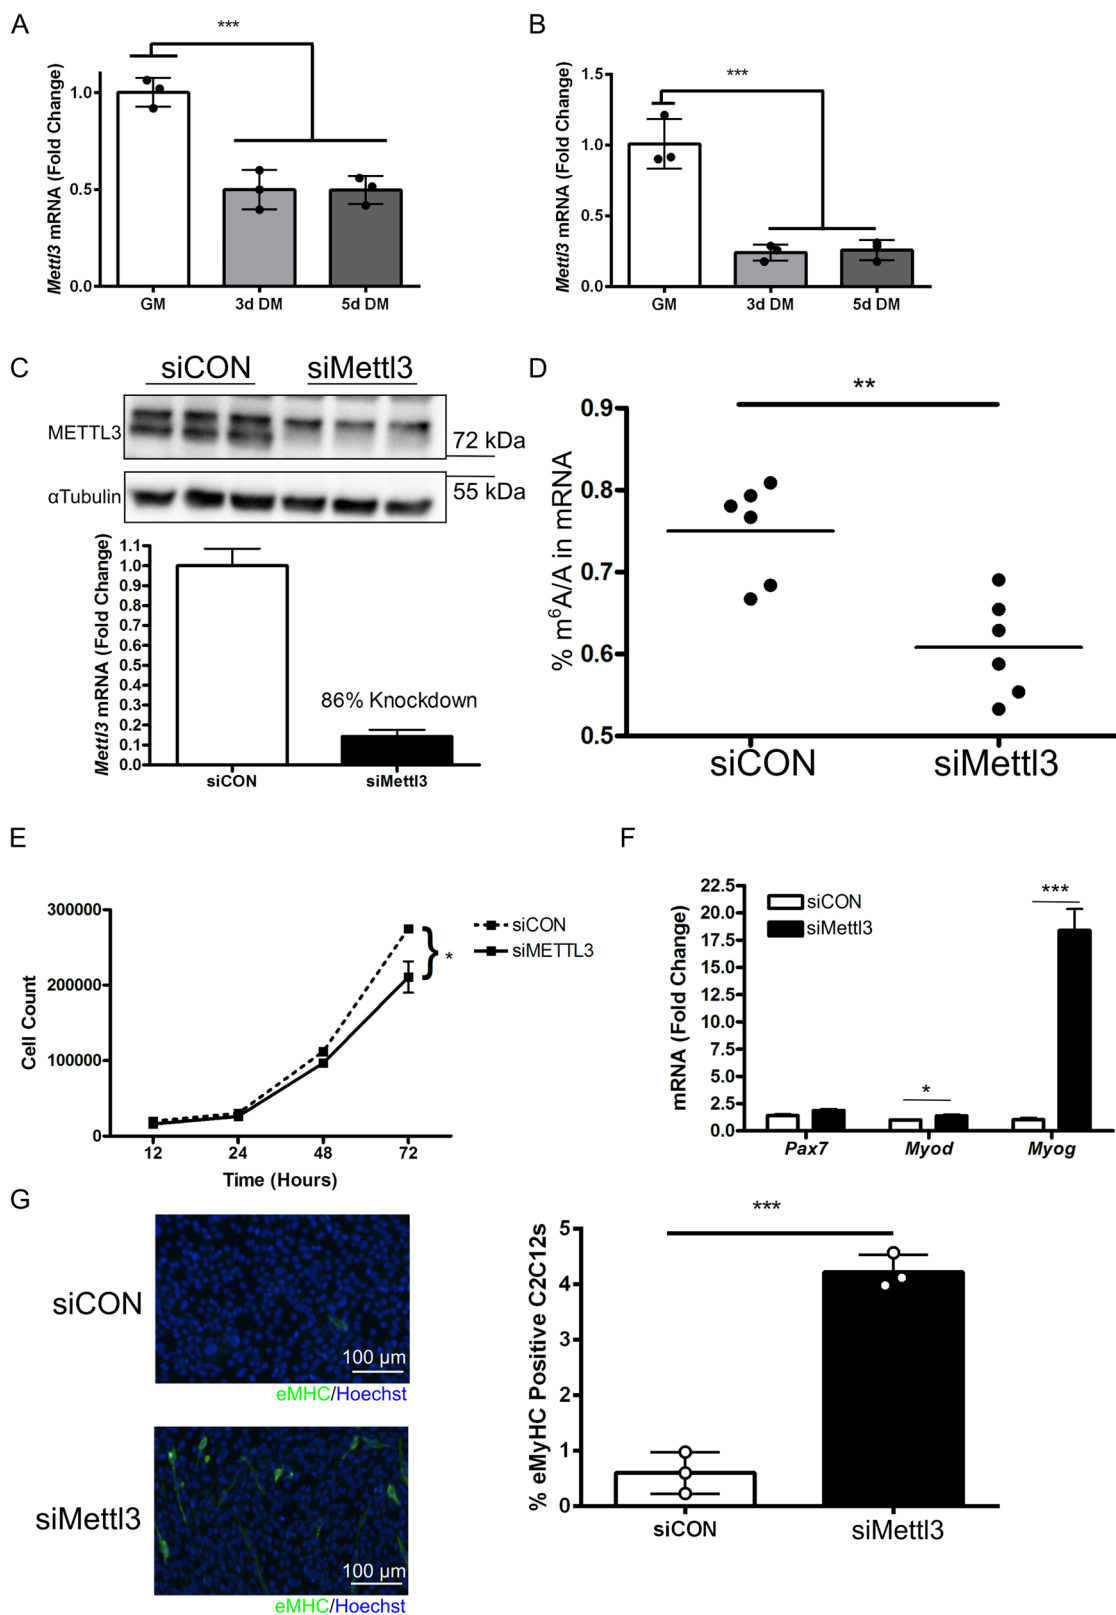 A
***
Mettl3 mRNA (Fold Change)
1.0
0.5
0.0
GM
3d DM
5d DM
B
***
Mettl3 mRNA (Fold Change)
1.5
1.0
0.5
0.0
GM
3d DM
5d DM
C
siCON
siMettl3
METTL3
72 kDa
αTubulin
55 kDa
Mettl3 mRNA (Fold Change)
1.1
1.0
0.9
0.8
0.7
0.6
0.5
0.4
0.3
0.2
0.1
0.0
86% Knockdown
siCON
siMettl3
D
**
% m⁶A/A in mRNA
0.9
0.8
0.7
0.6
0.5
siCON
siMettl3
E
Cell Count
300000
200000
100000
0
12
24
48
72
Time (Hours)
siCON
siMETTL3
*
F
mRNA (Fold Change)
22.5
20.0
17.5
15.0
12.5
10.0
7.5
5.0
2.5
0.0
siCON
siMettl3
*
***
Pax7
Myod
Myog
G
siCON
100 µm
eMHC/Hoechst
siMettl3
100 µm
eMHC/Hoechst
***
% eMyHC Positive C2C12s
5
4
3
2
1
0
siCON
siMettl3